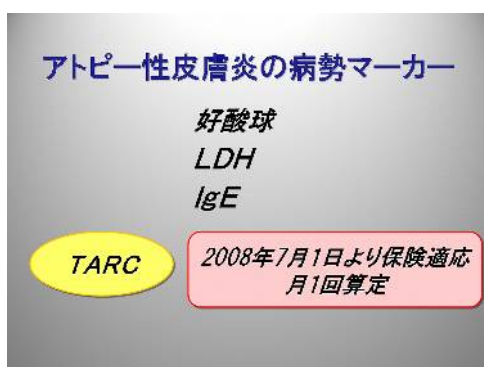 アトピー性皮膚炎の病勢マーカー
好酸球
LDH
IgE
TARC
2008年7月1日より保険適応
月1回算定